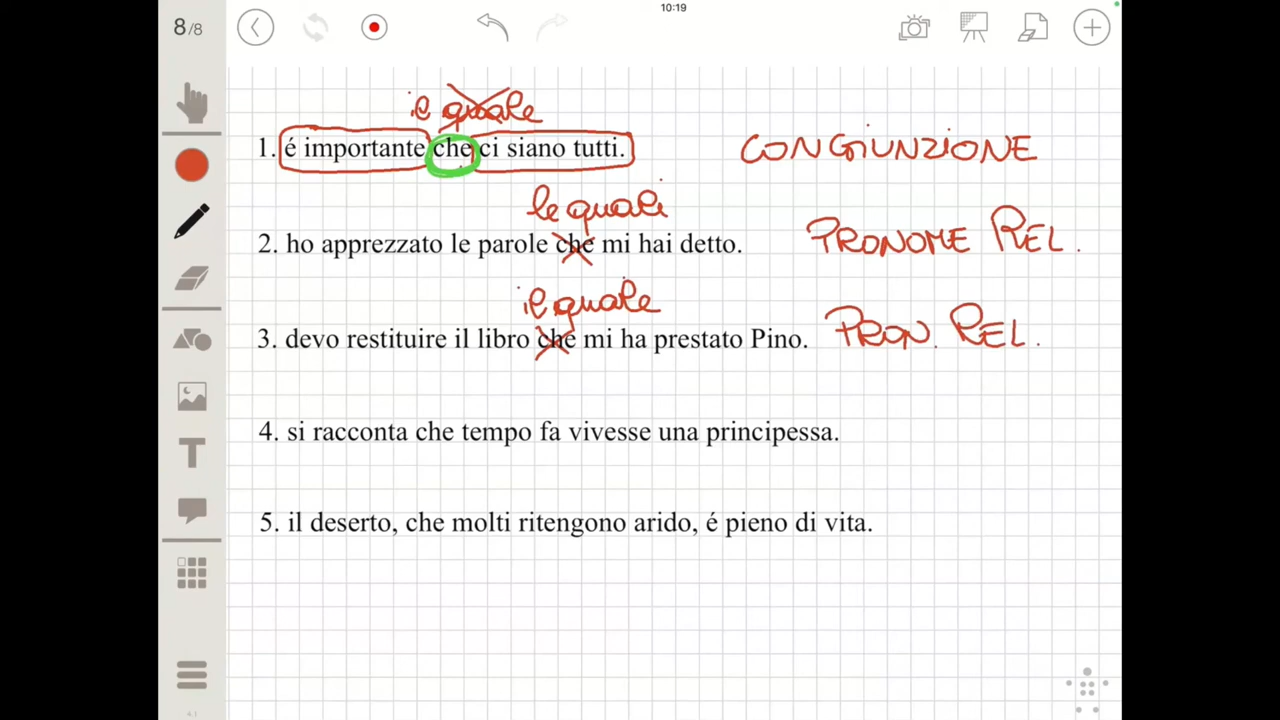 10:19
8/8
il quale
1. é importante che ci siano tutti. CONGIUNZIONE
le quali
2. ho apprezzato le parole che mi hai detto. PRONOME REL.
il quale
3. devo restituire il libro che mi ha prestato Pino. PRON. REL.
4. si racconta che tempo fa vivesse una principessa.
5. il deserto, che molti ritengono arido, é pieno di vita.
T
4.1